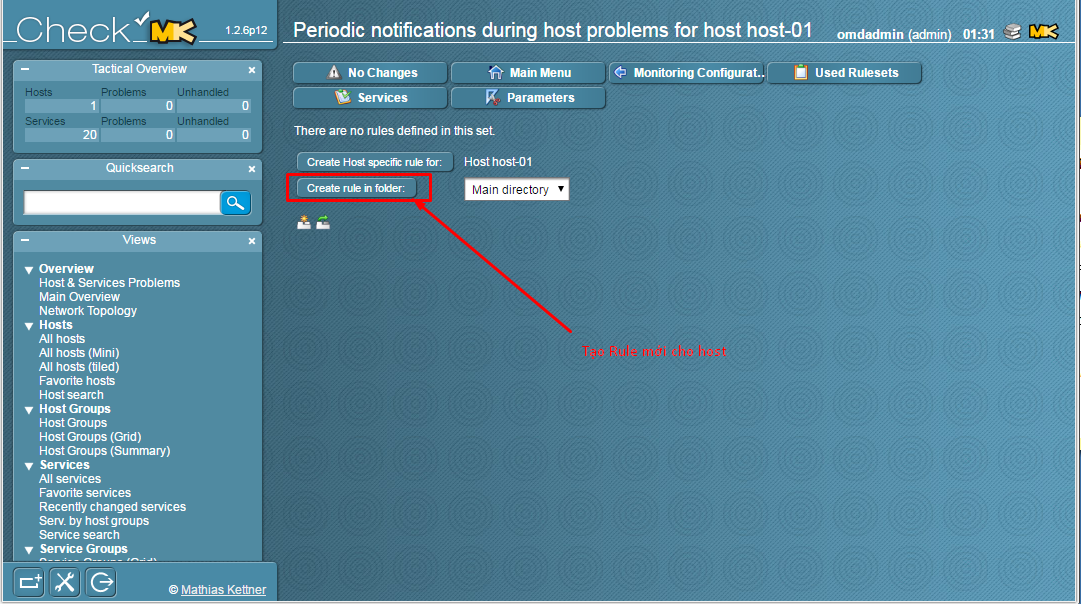 Check MK 1.2.6p12
Periodic notifications during host problems for host host-01
omdadmin (admin) 01:31 MK
Tactical Overview
Hosts Problems Unhandled
1 0 0
Services Problems Unhandled
20 0 0
Quicksearch
Views
Overview
Host & Services Problems
Main Overview
Network Topology
Hosts
All hosts
All hosts (Mini)
All hosts (tiled)
Favorite hosts
Host search
Host Groups
Host Groups
Host Groups (Grid)
Host Groups (Summary)
Services
All services
Favorite services
Recently changed services
Serv. by host groups
Service search
Service Groups
Service Groups (Grid)
© Mathias Kettner
No Changes Main Menu Monitoring Configurat.. Used Rulesets
Services Parameters
There are no rules defined in this set.
Create Host specific rule for: Host host-01
Create rule in folder: Main directory
Tạo Rule mới cho host